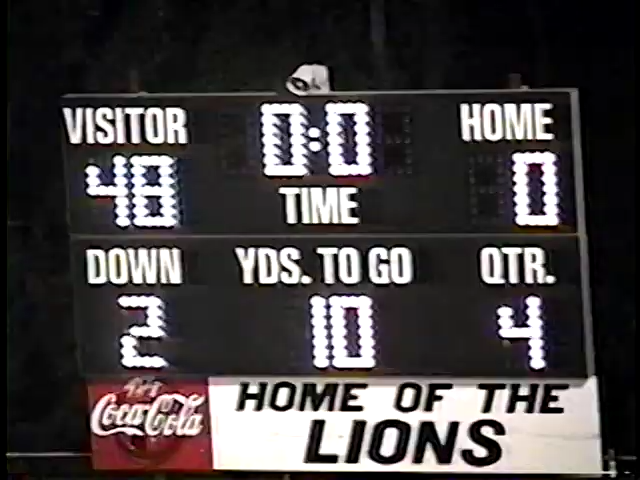 VISITOR 0:0 HOME
48 TIME 0
DOWN YDS. TO GO QTR.
2 10 4
Coca-Cola HOME OF THE
LIONS